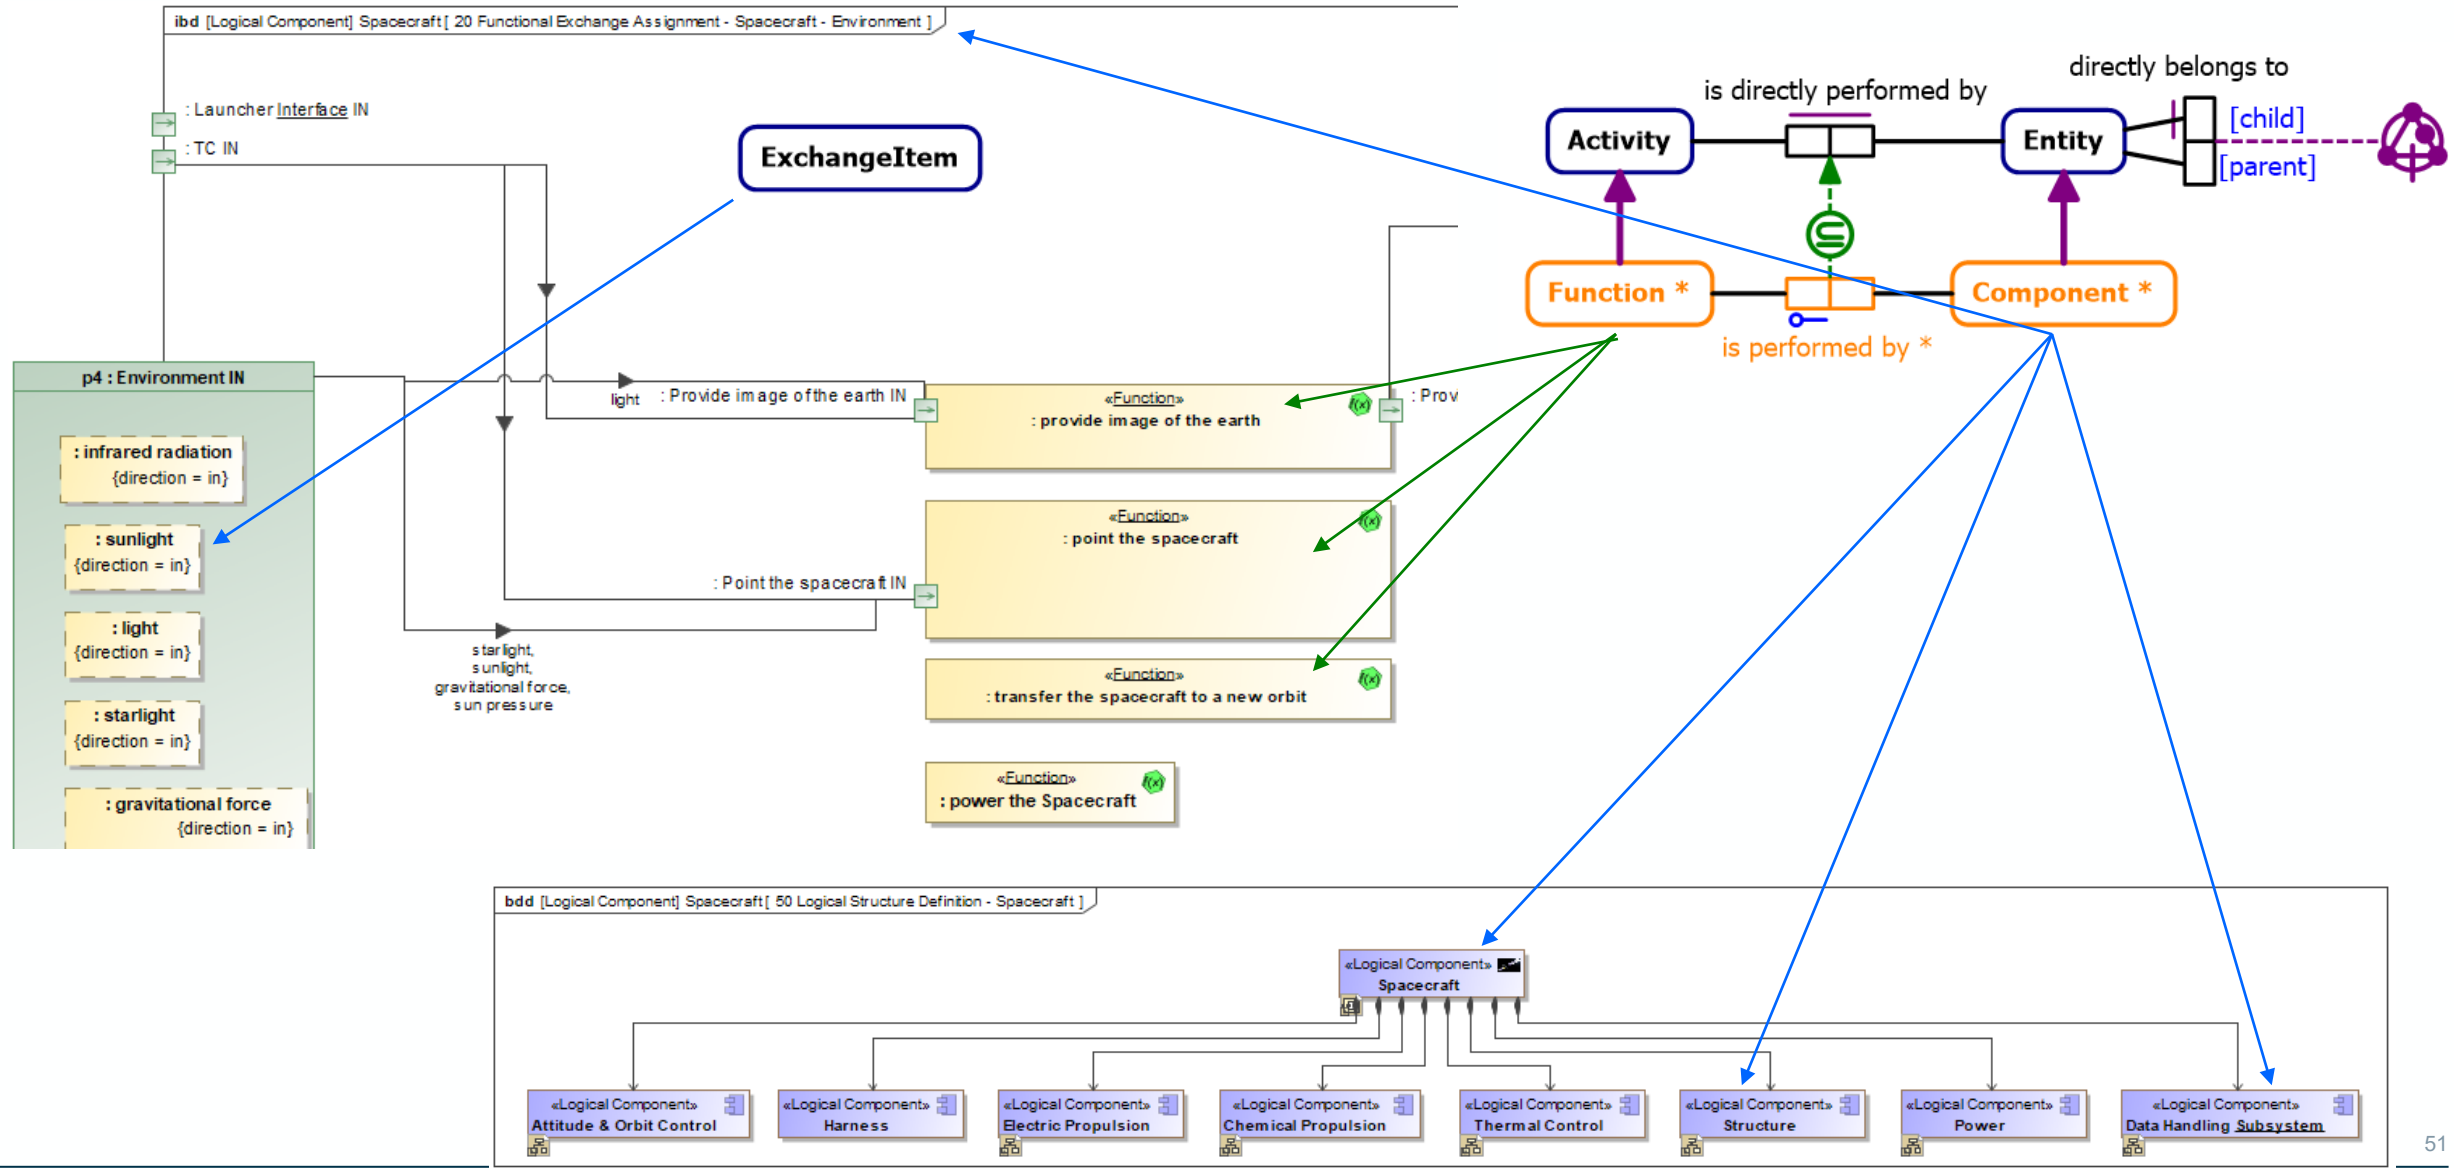 ibd [Logical Component] Spacecraft[ 20 Functional Exchange Assignment - Spacecraft - Environment ]
: Launcher Interface IN
: TC IN
ExchangeItem
is directly performed by
directly belongs to
Activity
Entity
[child]
[parent]
Function *
Component *
is performed by *
p4 : Environment IN
: infrared radiation
{direction = in}
: sunlight
{direction = in}
: light
{direction = in}
: starlight
{direction = in}
: gravitational force
{direction = in}
light
: Provide image of the earth IN
«Function»
f(x)
: provide image of the earth
: Prov
«Function»
f(x)
: point the spacecraft
: Point the spacecraft IN
starlight,
sunlight,
gravitational force,
sun pressure
«Function»
f(x)
: transfer the spacecraft to a new orbit
«Function»
f(x)
: power the Spacecraft
bdd [Logical Component] Spacecraft[ 50 Logical Structure Definition - Spacecraft ]
«Logical Component»
Spacecraft
«Logical Component»
Attitude & Orbit Control
«Logical Component»
Harness
«Logical Component»
Electric Propulsion
«Logical Component»
Chemical Propulsion
«Logical Component»
Thermal Control
«Logical Component»
Structure
«Logical Component»
Power
«Logical Component»
Data Handling Subsystem
51